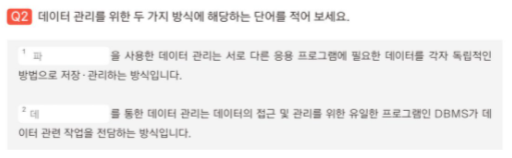 Q2 데이터 관리를 위한 두 가지 방식에 해당하는 단어를 적어 보세요.
1 파 을 사용한 데이터 관리는 서로 다른 응용 프로그램에 필요한 데이터를 각자 독립적인
방법으로 저장·관리하는 방식입니다.
2 데 를 통한 데이터 관리는 데이터의 접근 및 관리를 위한 유일한 프로그램인 DBMS가 데
이터 관련 작업을 전담하는 방식입니다.